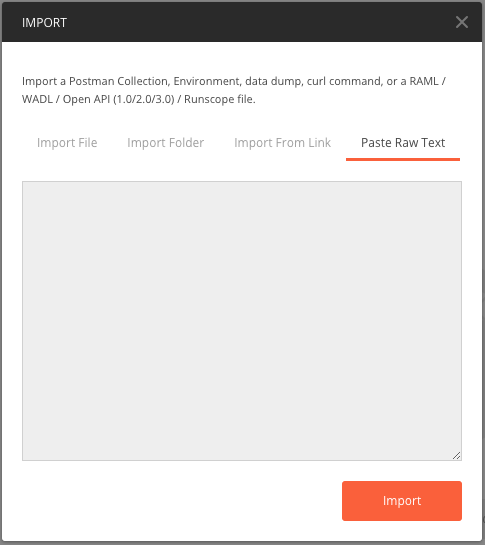 IMPORT
Import a Postman Collection, Environment, data dump, curl command, or a RAML /
WADL / Open API (1.0/2.0/3.0) / Runscope file.
Import File Import Folder Import From Link Paste Raw Text
Import